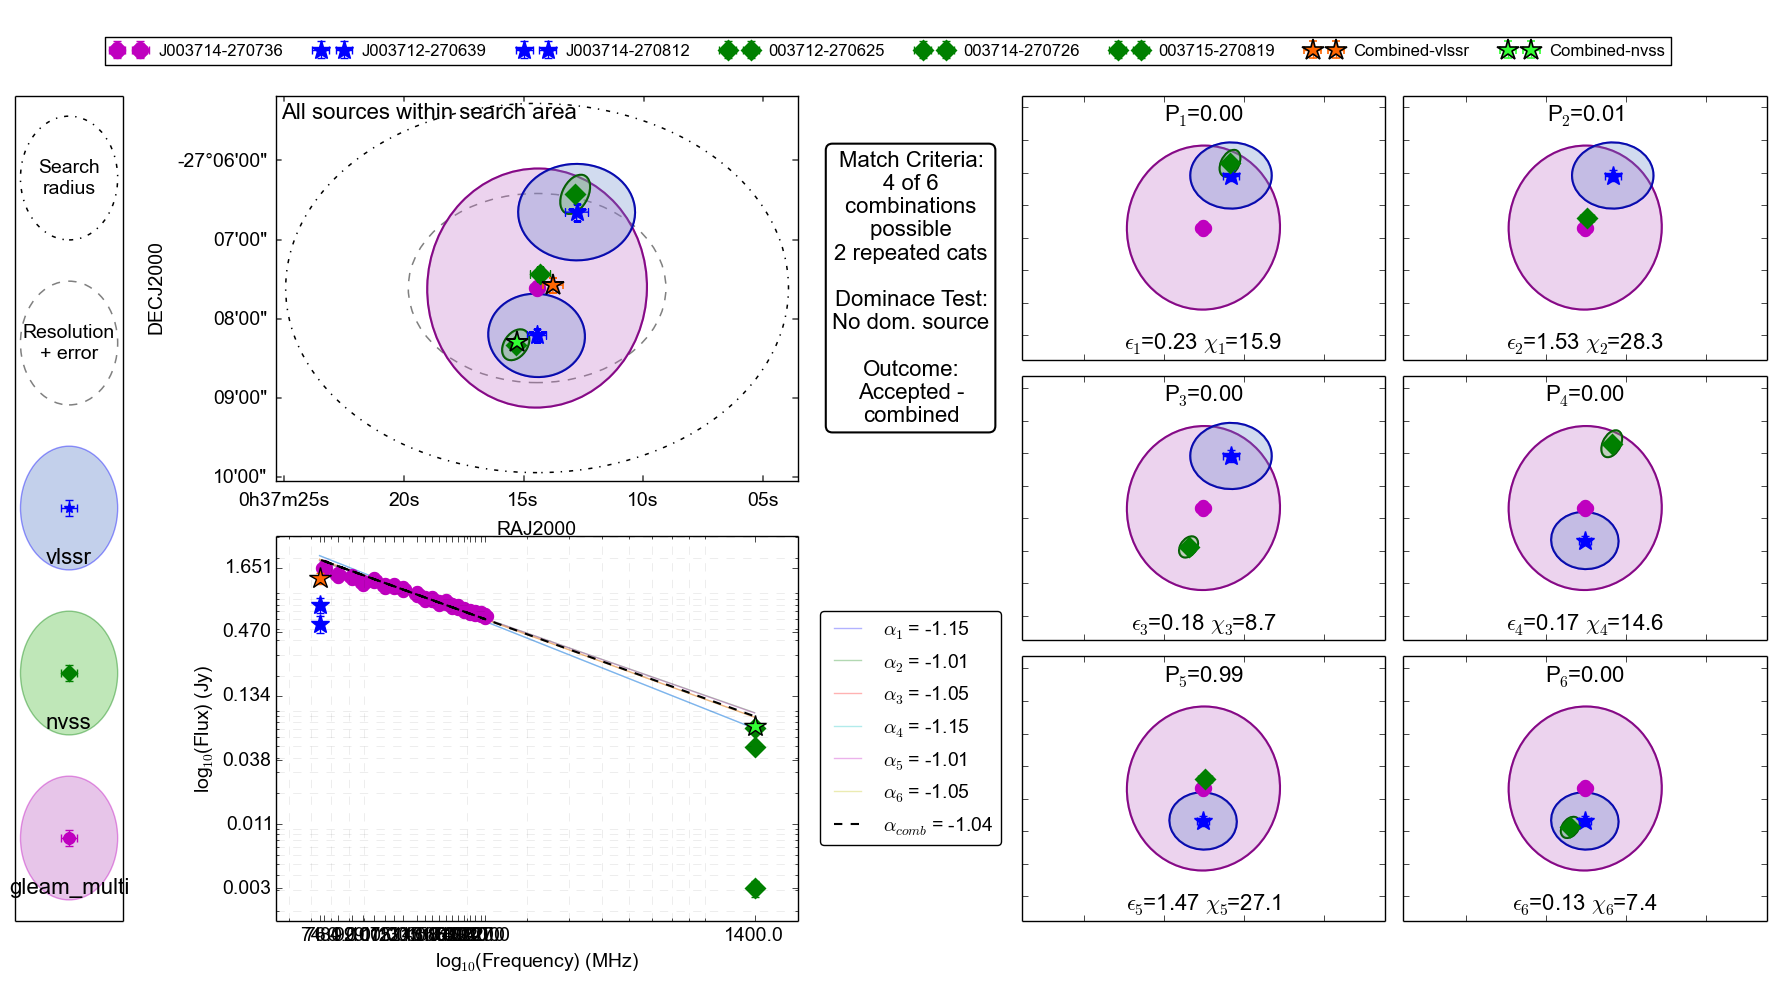 J003714-270736 J003712-270639 J003714-270812 003712-270625 003714-270726 003715-270819 Combined-vlssr Combined-nvss
Search
radius
Resolution
+ error
vlssr
nvss
gleam_multi
All sources within search area
DECJ2000
-27°06'00"
07'00"
08'00"
09'00"
10'00"
0h37m25s 20s 15s 10s 05s
RAJ2000
Match Criteria:
4 of 6
combinations
possible
2 repeated cats
Dominace Test:
No dom. source
Outcome:
Accepted -
combined
log10(Flux) (Jy)
1.651
0.470
0.134
0.038
0.011
0.003
1400.0
log10(Frequency) (MHz)
α1 = -1.15
α2 = -1.01
α3 = -1.05
α4 = -1.15
α5 = -1.01
α6 = -1.05
αcomb = -1.04
P1=0.00
ϵ1=0.23 χ1=15.9
P2=0.01
ϵ2=1.53 χ2=28.3
P3=0.00
ϵ3=0.18 χ3=8.7
P4=0.00
ϵ4=0.17 χ4=14.6
P5=0.99
ϵ5=1.47 χ5=27.1
P6=0.00
ϵ6=0.13 χ6=7.4